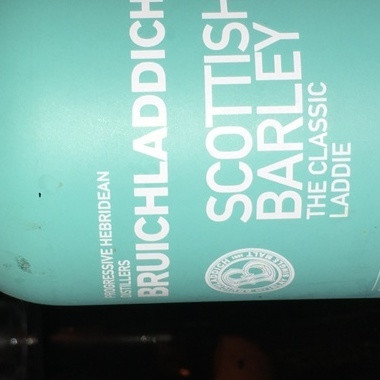 PROGRESSIVE HEBRIDEAN
DISTILLERS
BRUICHLADDICH
SCOTTISH
BARLEY
THE CLASSIC
LADDIE